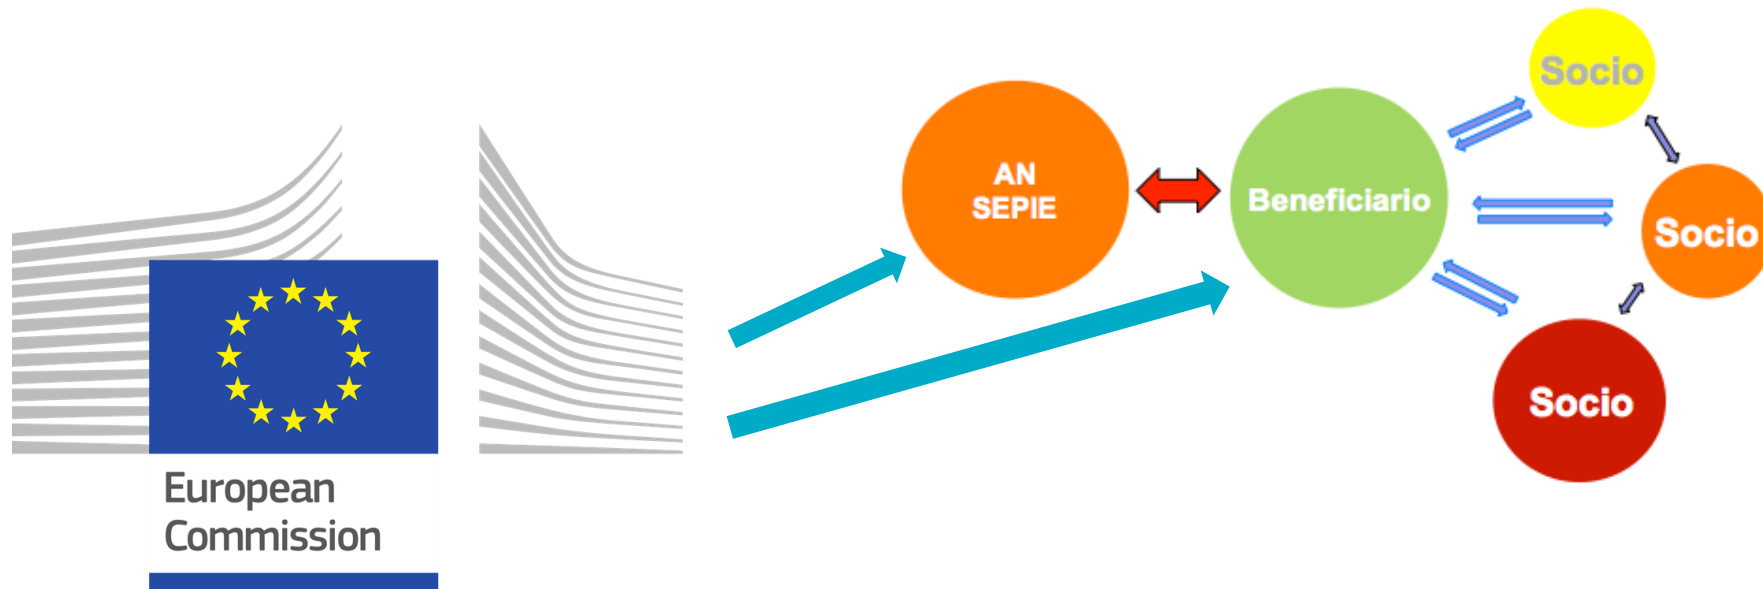 European
Commission
AN
SEPIE
Beneficiario
Socio
Socio
Socio